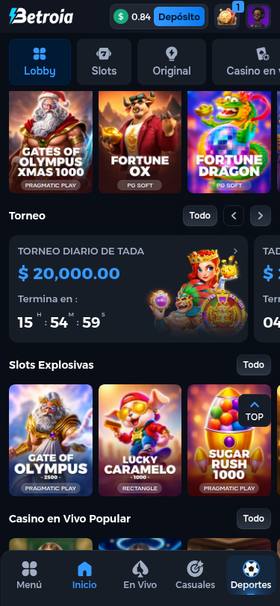 Betroia
$ 0.84 Depósito
1
Lobby
Slots
Original
Casino en
GATES OF
OLYMPUS
XMAS 1000
PRAGMATIC PLAY
FORTUNE
OX
PG SOFT
FORTUNE
DRAGON
PG SOFT
Torneo
Todo
TORNEO DIARIO DE TADA
$ 20,000.00
Termina en :
15 H : 54 M : 59 S
TAD
$
Te
04
Slots Explosivas
Todo
GATE OF
OLYMPUS
2500
PRAGMATIC PLAY
LUCKY
CARAMELO
1000
RECTANGLE
SUGAR
RUSH
1000
PRAGMATIC PLAY
TOP
Casino en Vivo Popular
Todo
Menú
Inicio
En Vivo
Casuales
Deportes